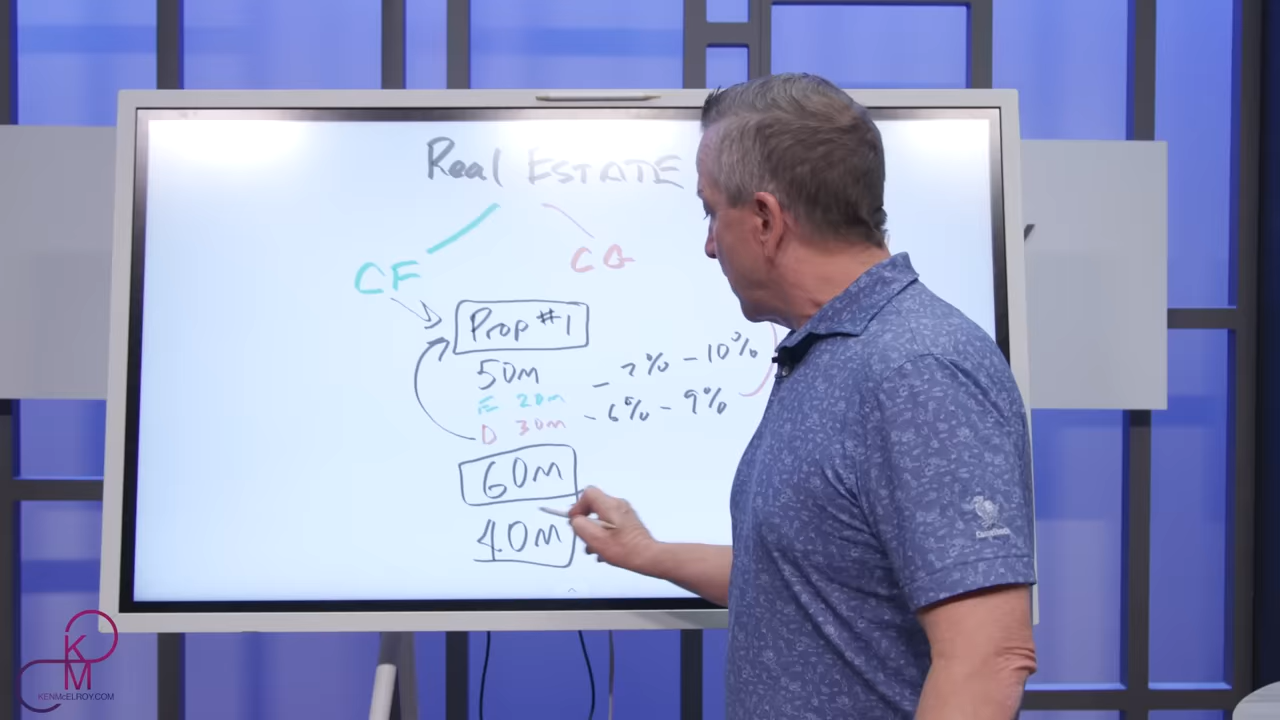 Real ESTATE
CF
CG
Prop #1
50m
- 7% - 10%
E 20m
- 6% - 9%
D 30m
60m
40m
KM
KENMCELROY.COM